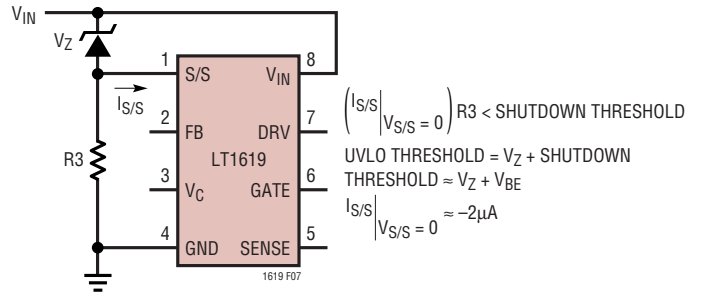 VIN
VZ
1
8
S/S
VIN
IS/S
2
7
FB
DRV
R3
LT1619
3
6
VC
GATE
4
5
GND
SENSE
1619 F07
(IS/S|VS/S = 0) R3 < SHUTDOWN THRESHOLD
UVLO THRESHOLD = VZ + SHUTDOWN
THRESHOLD ≈ VZ + VBE
IS/S|VS/S = 0 ≈ –2µA